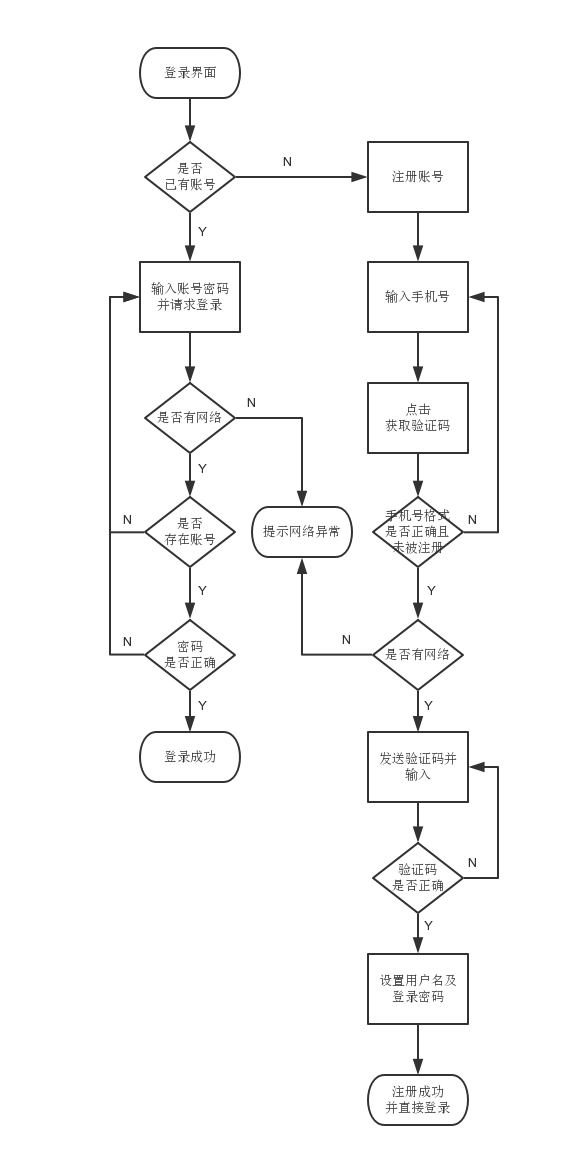 登录界面
是否
已有账号
N
注册账号
Y
输入账号密码
并请求登录
输入手机号
是否有网络
N
点击
获取验证码
Y
是否
存在账号
N
提示网络异常
手机号格式
是否正确且
未被注册
N
Y
Y
密码
是否正确
N
N
是否有网络
Y
Y
登录成功
发送验证码并
输入
验证码
是否正确
N
Y
设置用户名及
登录密码
注册成功
并直接登录